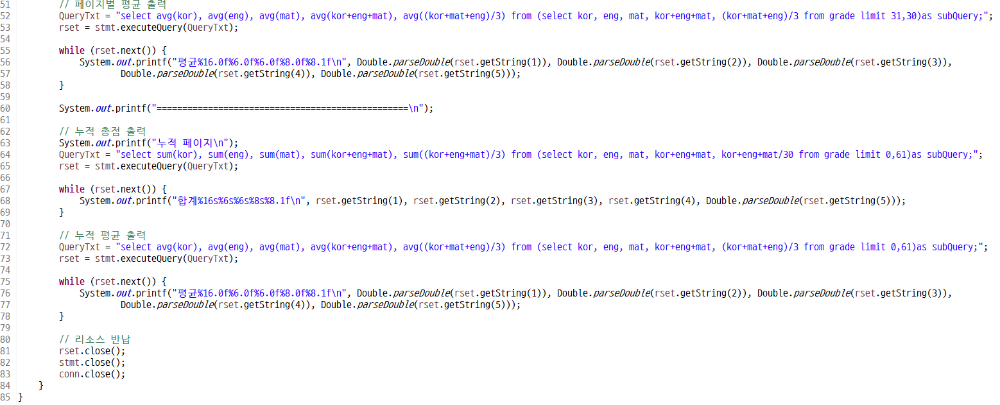 51 // 페이지별 평균 출력
52 QueryTxt = "select avg(kor), avg(eng), avg(mat), avg(kor+eng+mat), avg((kor+mat+eng)/3) from (select kor, eng, mat, kor+eng+mat, (kor+mat+eng)/3 from grade limit 31,30)as subQuery;";
53 rset = stmt.executeQuery(QueryTxt);
54
55 while (rset.next()) {
56 System.out.printf("평균%16.0f%6.0f%6.0f%8.0f%8.1f\n", Double.parseDouble(rset.getString(1)), Double.parseDouble(rset.getString(2)), Double.parseDouble(rset.getString(3)),
57 Double.parseDouble(rset.getString(4)), Double.parseDouble(rset.getString(5)));
58 }
59
60 System.out.printf("=================================================\n");
61
62 // 누적 총점 출력
63 System.out.printf("누적 페이지\n");
64 QueryTxt = "select sum(kor), sum(eng), sum(mat), sum(kor+eng+mat), sum((kor+eng+mat)/3) from (select kor, eng, mat, kor+eng+mat, kor+eng+mat/30 from grade limit 0,61)as subQuery;";
65 rset = stmt.executeQuery(QueryTxt);
66
67 while (rset.next()) {
68 System.out.printf("합계%16s%6s%6s%8s%8.1f\n", rset.getString(1), rset.getString(2), rset.getString(3), rset.getString(4), Double.parseDouble(rset.getString(5)));
69 }
70
71 // 누적 평균 출력
72 QueryTxt = "select avg(kor), avg(eng), avg(mat), avg(kor+eng+mat), avg((kor+mat+eng)/3) from (select kor, eng, mat, kor+eng+mat, (kor+mat+eng)/3 from grade limit 0,61)as subQuery;";
73 rset = stmt.executeQuery(QueryTxt);
74
75 while (rset.next()) {
76 System.out.printf("평균%16.0f%6.0f%6.0f%8.0f%8.1f\n", Double.parseDouble(rset.getString(1)), Double.parseDouble(rset.getString(2)), Double.parseDouble(rset.getString(3)),
77 Double.parseDouble(rset.getString(4)), Double.parseDouble(rset.getString(5)));
78 }
79
80 // 리소스 반납
81 rset.close();
82 stmt.close();
83 conn.close();
84 }
85 }